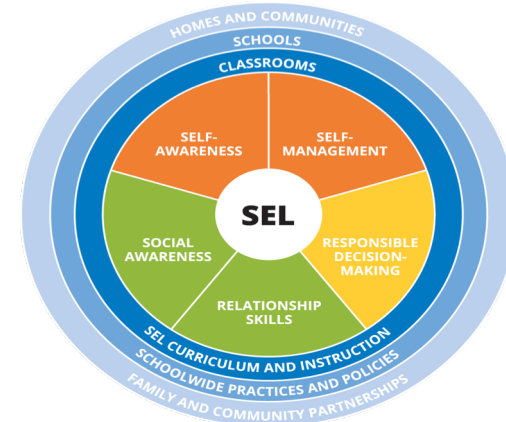 HOMES AND COMMUNITIES
SCHOOLS
CLASSROOMS
SELF-
AWARENESS
SELF-
MANAGEMENT
SEL
SOCIAL
AWARENESS
RESPONSIBLE
DECISION-
MAKING
RELATIONSHIP
SKILLS
SEL CURRICULUM AND INSTRUCTION
SCHOOLWIDE PRACTICES AND POLICIES
FAMILY AND COMMUNITY PARTNERSHIPS